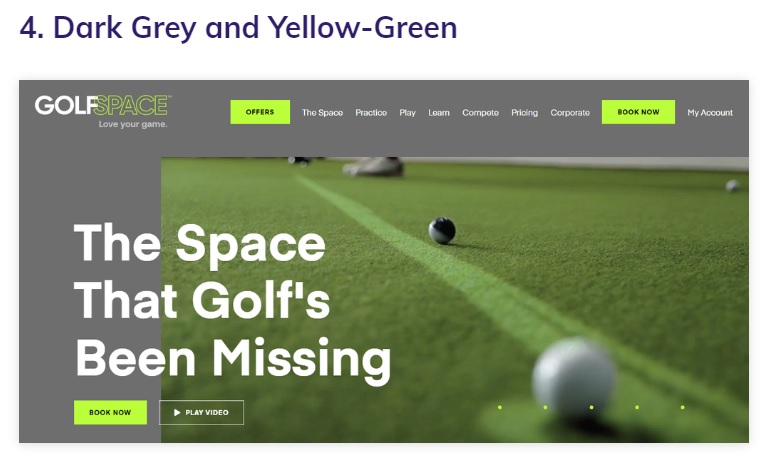 4. Dark Grey and Yellow-Green
GOLFSPACE™
Love your game.
OFFERS The Space Practice Play Learn Compete Pricing Corporate BOOK NOW My Account
The Space
That Golf's
Been Missing
BOOK NOW PLAY VIDEO